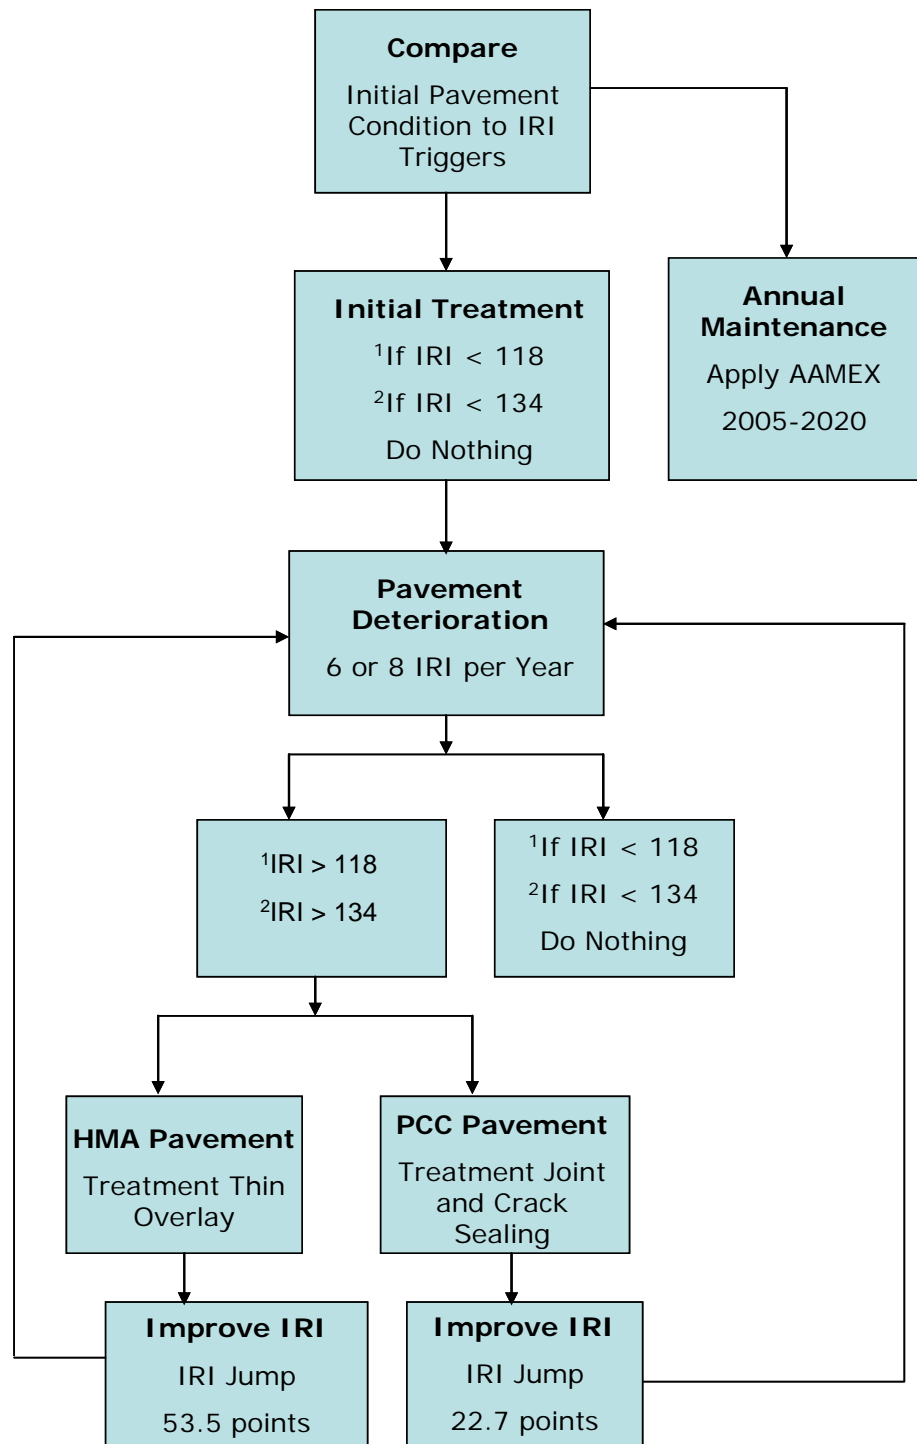 Compare
Initial Pavement
Condition to IRI
Triggers
Initial Treatment
¹If IRI < 118
²If IRI < 134
Do Nothing
Annual
Maintenance
Apply AAMEX
2005-2020
Pavement
Deterioration
6 or 8 IRI per Year
¹IRI > 118
²IRI > 134
¹If IRI < 118
²If IRI < 134
Do Nothing
HMA Pavement
Treatment Thin
Overlay
PCC Pavement
Treatment Joint
and Crack
Sealing
Improve IRI
IRI Jump
53.5 points
Improve IRI
IRI Jump
22.7 points